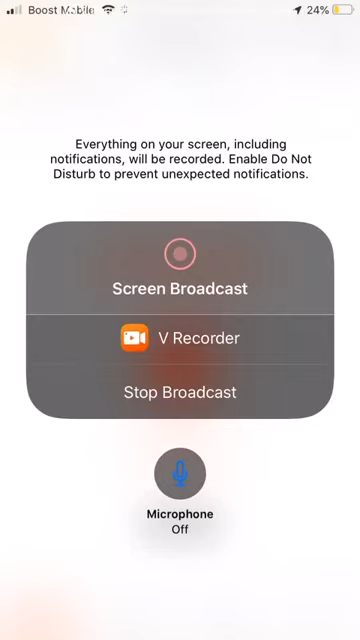 Boost Mobile
24%
Everything on your screen, including
notifications, will be recorded. Enable Do Not
Disturb to prevent unexpected notifications.
Screen Broadcast
V Recorder
Stop Broadcast
Microphone
Off